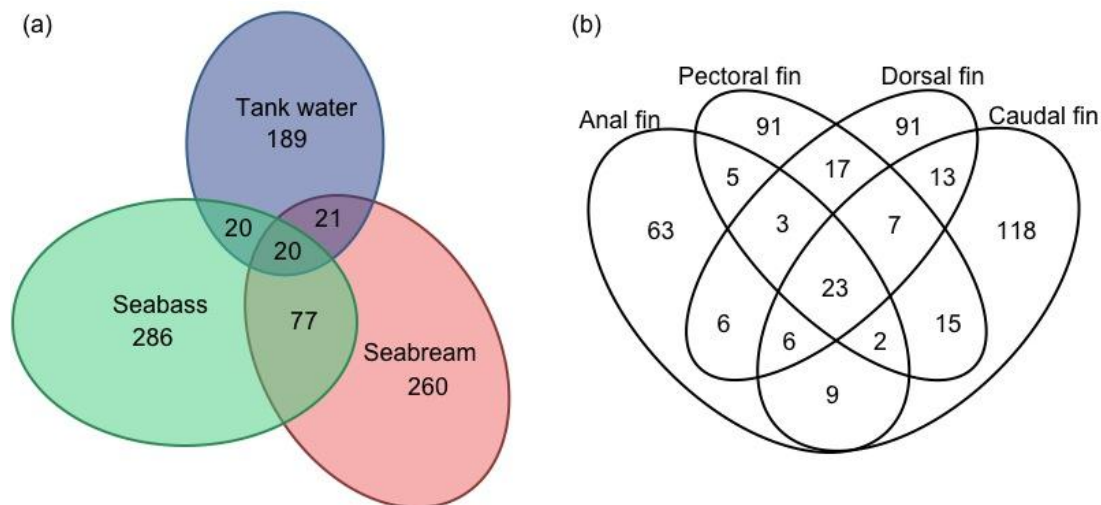 (a)
Tank water
189
20
21
20
Seabass
286
77
Seabream
260
(b)
Pectoral fin
Dorsal fin
Anal fin
Caudal fin
91
91
5
17
13
63
3
7
118
23
6
6
2
15
9